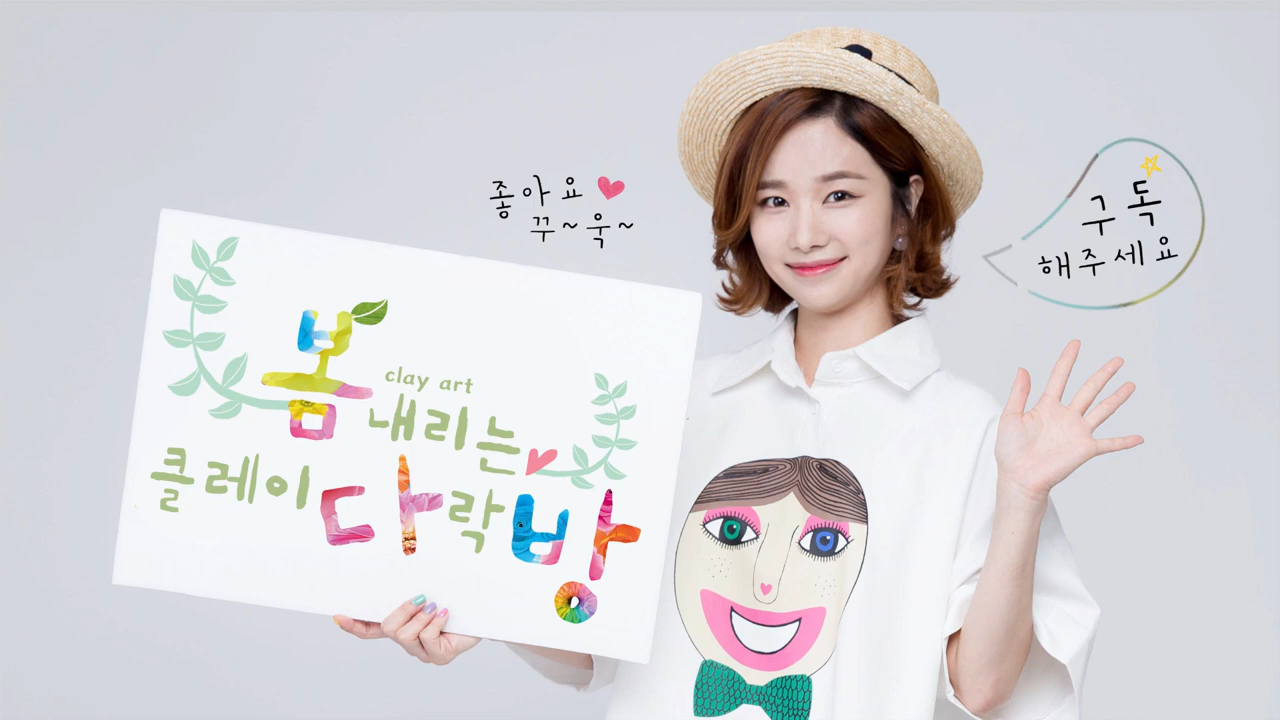 좋아요
꾸~욱~
구독
해주세요
clay art
봄내리는
클레이다락방